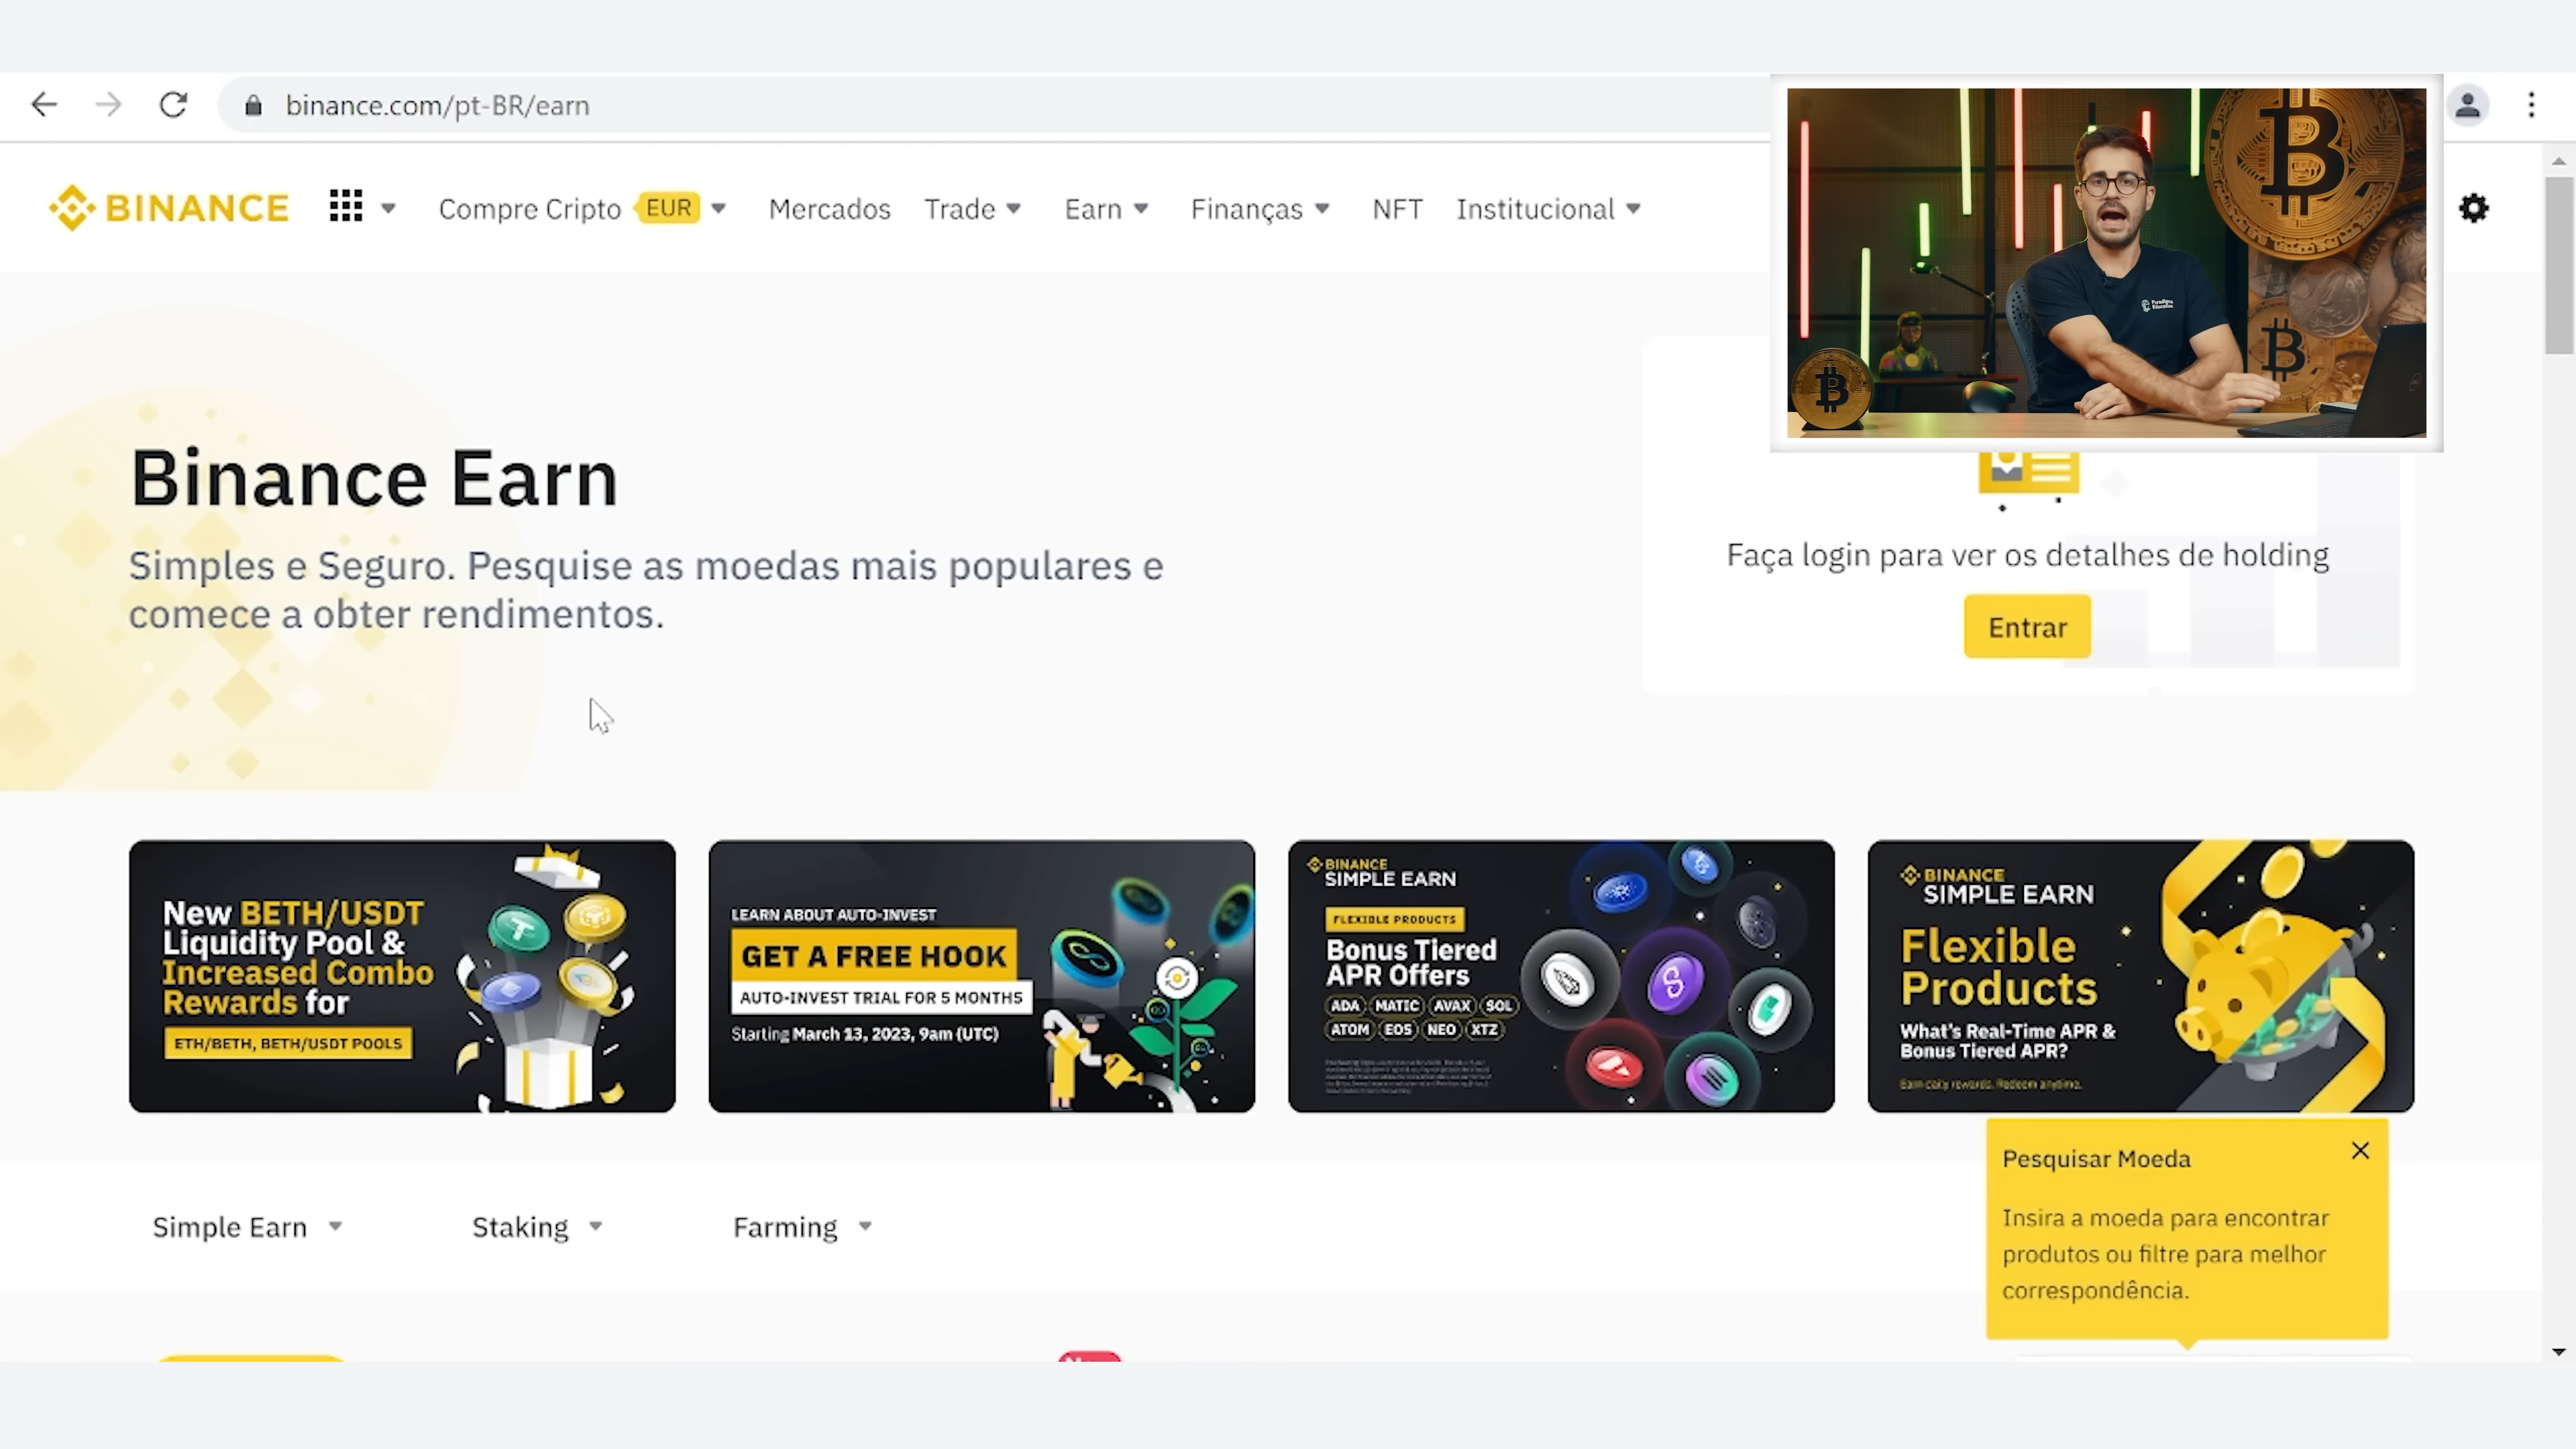 binance.com/pt-BR/earn
BINANCE
Compre Cripto EUR
Mercados
Trade
Earn
Finanças
NFT
Institucional
Binance Earn
Simples e Seguro. Pesquise as moedas mais populares e
comece a obter rendimentos.
Faça login para ver os detalhes de holding
Entrar
New BETH/USDT
Liquidity Pool &
Increased Combo
Rewards for
ETH/BETH, BETH/USDT POOLS
LEARN ABOUT AUTO-INVEST
GET A FREE HOOK
AUTO-INVEST TRIAL FOR 5 MONTHS
Starting March 13, 2023, 9am (UTC)
BINANCE
SIMPLE EARN
FLEXIBLE PRODUCTS
Bonus Tiered
APR Offers
ADA MATIC AVAX SOL
ATOM EOS NEO XTZ
BINANCE
SIMPLE EARN
Flexible
Products
What's Real-Time APR &
Bonus Tiered APR?
Earn daily rewards. Redeem anytime.
Simple Earn
Staking
Farming
Pesquisar Moeda
Insira a moeda para encontrar
produtos ou filtre para melhor
correspondência.